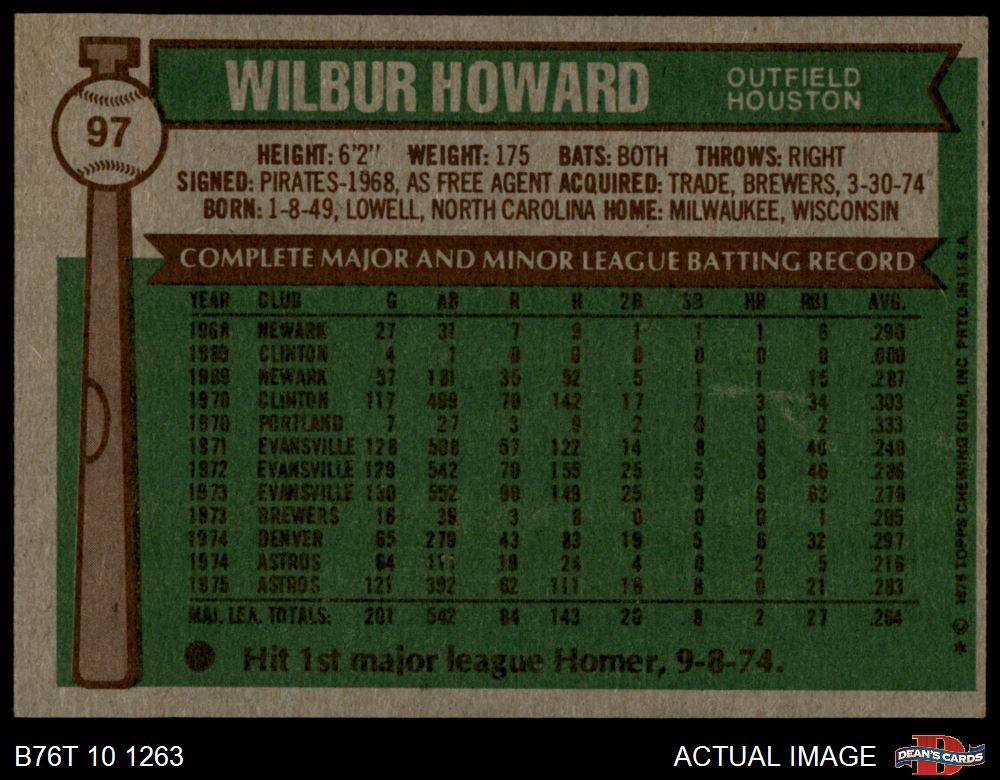 97
WILBUR HOWARD
OUTFIELD
HOUSTON
HEIGHT: 6'2" WEIGHT: 175 BATS: BOTH THROWS: RIGHT
SIGNED: PIRATES-1968, AS FREE AGENT ACQUIRED: TRADE, BREWERS, 3-30-74
BORN: 1-8-49, LOWELL, NORTH CAROLINA HOME: MILWAUKEE, WISCONSIN
COMPLETE MAJOR AND MINOR LEAGUE BATTING RECORD
YEAR CLUB G AB R H 2B 3B HR RBI AVG.
1968 NEWARK 27 31 7 9 1 1 1 6 .290
CLINTON 4 1 0 0 0 0 0 0 .000
1969 NEWARK 57 181 35 52 5 1 1 15 .287
1970 CLINTON 117 469 70 142 17 7 3 34 .303
1970 PORTLAND 7 27 3 9 2 0 0 2 .333
1971 EVANSVILLE 128 508 57 122 14 8 6 40 .240
1972 EVANSVILLE 129 542 70 155 25 5 8 46 .286
1973 EVANSVILLE 130 552 90 149 25 9 6 62 .270
1973 BREWERS 16 39 3 8 0 0 0 1 .205
1974 DENVER 65 279 43 83 19 5 6 32 .297
1974 ASTROS 64 111 19 24 4 0 2 5 .216
1975 ASTROS 121 392 62 111 16 8 0 21 .283
MAJ. LEA. TOTALS: 201 542 84 143 20 8 2 27 .264
Hit 1st major league Homer, 9-8-74.
* © 1976 TOPPS CHEWING GUM, INC. PRTD. IN U.S.A.
B76T 10 1263
ACTUAL IMAGE
D
DEAN'S CARDS